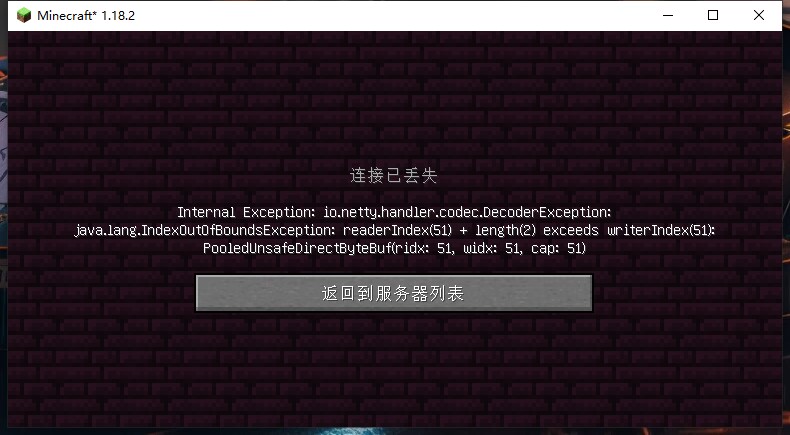 Minecraft* 1.18.2
连接已丢失
Internal Exception: io.netty.handler.codec.DecoderException:
java.lang.IndexOutOfBoundsException: readerIndex(51) + length(2) exceeds writerIndex(51):
PooledUnsafeDirectByteBuf(ridx: 51, widx: 51, cap: 51)
返回到服务器列表